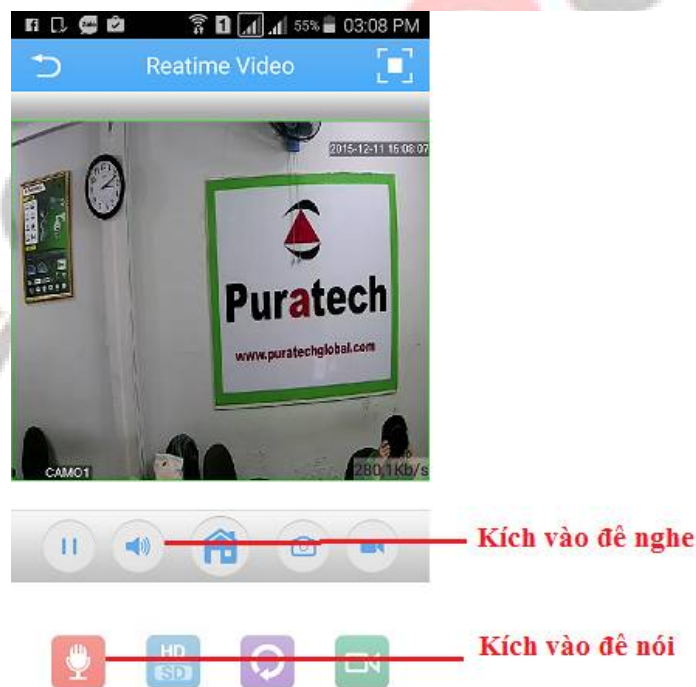 55% 03:08 PM
Reatime Video
2015-12-11 15:08:07
Puratech
www.puratechglobal.com
CAM01
280,1Kb/s
Kích vào để nghe
HD
SD
Kích vào để nói